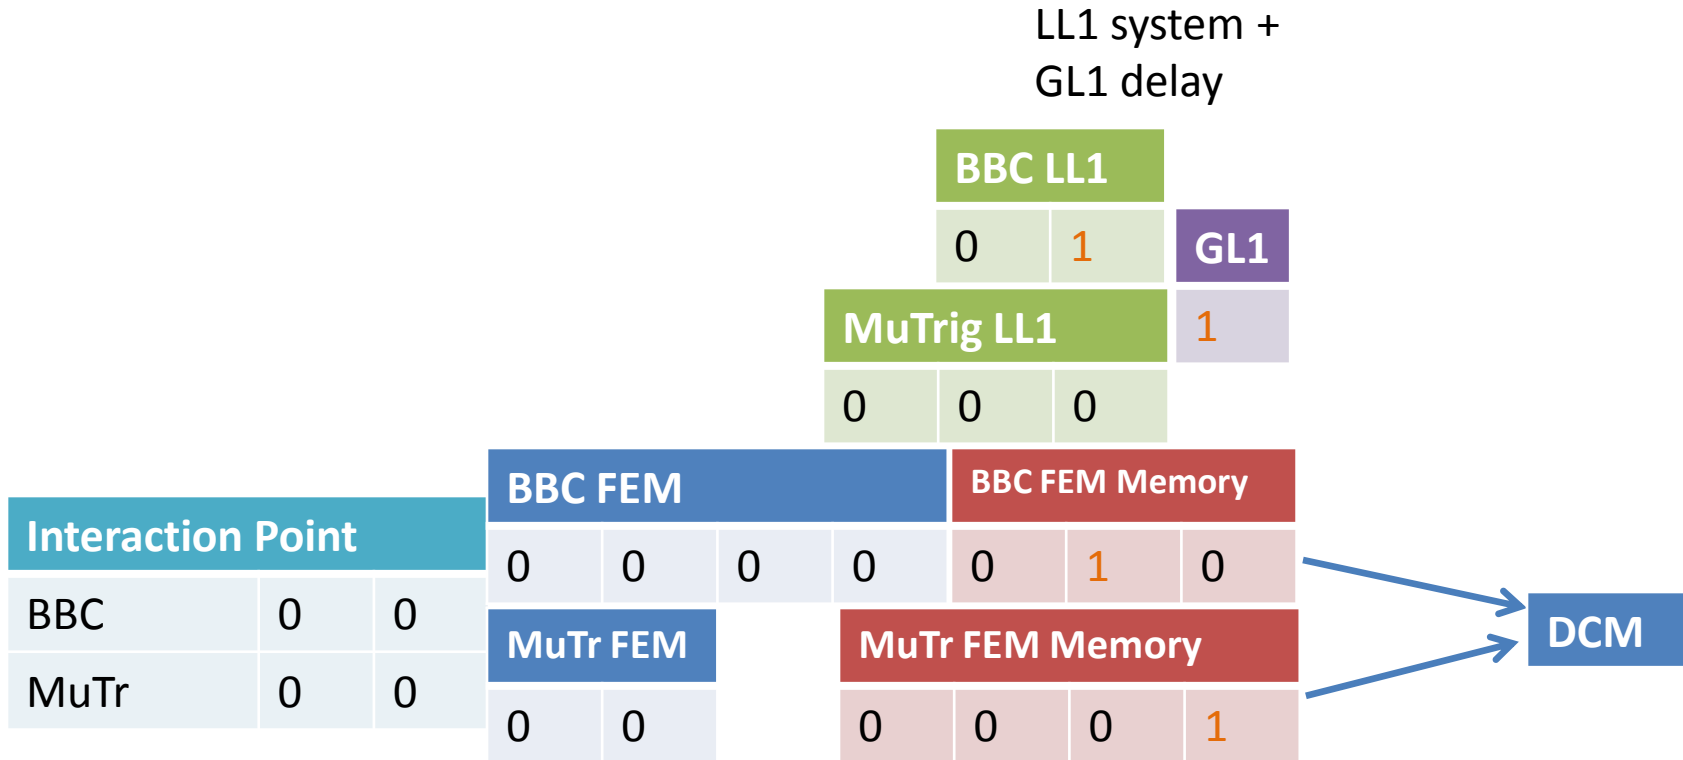 LL1 system +
GL1 delay
BBC LL1
0 1
GL1
1
MuTrig LL1
0 0 0
BBC FEM
0 0 0 0
BBC FEM Memory
0 1 0
Interaction Point
BBC 0 0
MuTr 0 0
MuTr FEM
0 0
MuTr FEM Memory
0 0 0 1
DCM